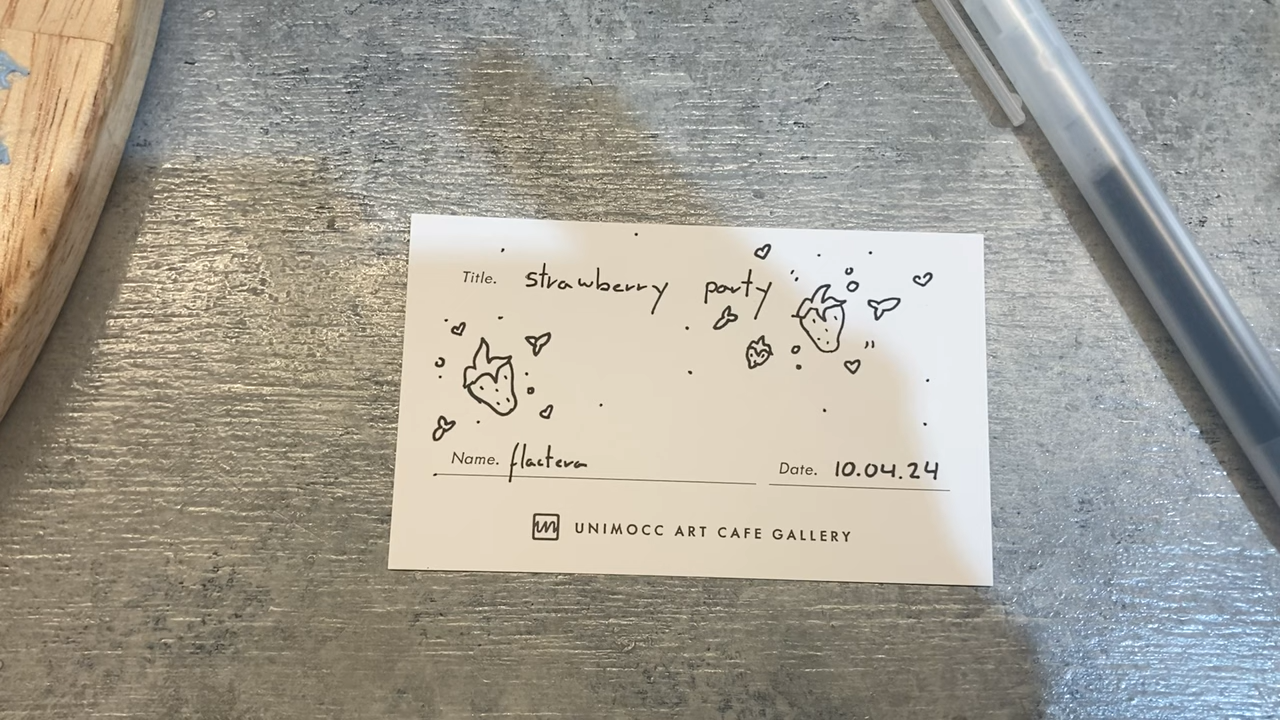 Title. strawberry party
Name. flactera Date. 10.04.24
UNIMOCC ART CAFE GALLERY